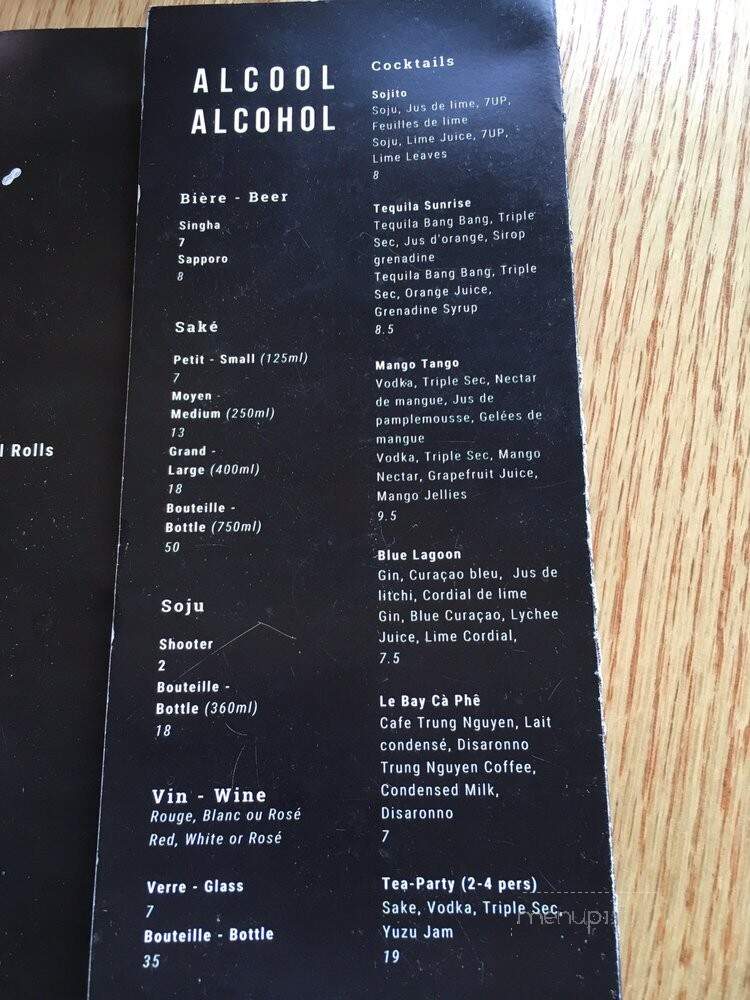 l Rolls
ALCOOL
ALCOHOL
Bière - Beer
Singha
7
Sapporo
8
Saké
Petit - Small (125ml)
7
Moyen -
Medium (250ml)
13
Grand -
Large (400ml)
18
Bouteille -
Bottle (750ml)
50
Soju
Shooter
2
Bouteille -
Bottle (360ml)
18
Vin - Wine
Rouge, Blanc ou Rosé
Red, White or Rosé
Verre - Glass
7
Bouteille - Bottle
35
Cocktails
Sojito
Soju, Jus de lime, 7UP,
Feuilles de lime
Soju, Lime Juice, 7UP,
Lime Leaves
8
Tequila Sunrise
Tequila Bang Bang, Triple
Sec, Jus d'orange, Sirop
grenadine
Tequila Bang Bang, Triple
Sec, Orange Juice,
Grenadine Syrup
8.5
Mango Tango
Vodka, Triple Sec, Nectar
de mangue, Jus de
pamplemousse, Gelées de
mangue
Vodka, Triple Sec, Mango
Nectar, Grapefruit Juice,
Mango Jellies
9.5
Blue Lagoon
Gin, Curaçao bleu, Jus de
litchi, Cordial de lime
Gin, Blue Curaçao, Lychee
Juice, Lime Cordial,
7.5
Le Bay Cà Phê
Cafe Trung Nguyen, Lait
condensé, Disaronno
Trung Nguyen Coffee,
Condensed Milk,
Disaronno
7
Tea-Party (2-4 pers)
Sake, Vodka, Triple Sec,
Yuzu Jam
19